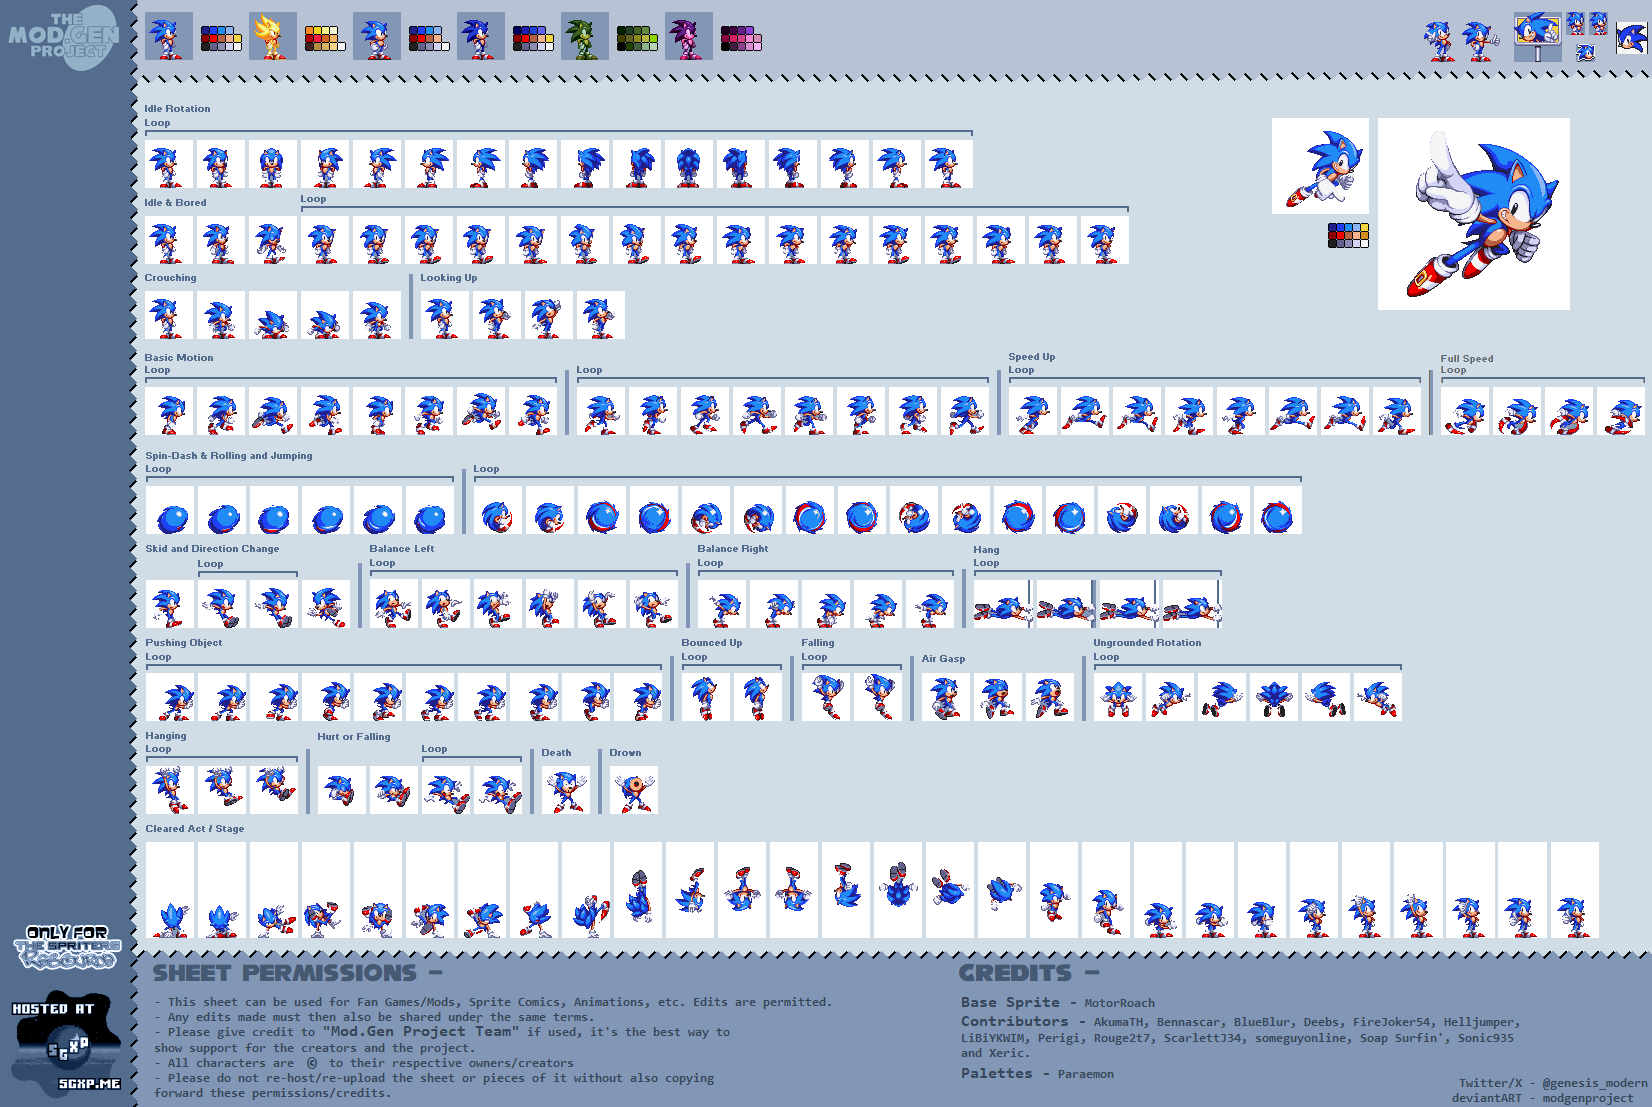 THE
MOD.GEN
PROJECT
Idle Rotation
Loop
Idle & Bored
Loop
Crouching
Looking Up
Basic Motion
Loop
Loop
Speed Up
Loop
Full Speed
Loop
Spin-Dash & Rolling and Jumping
Loop
Loop
Skid and Direction Change
Loop
Balance Left
Loop
Balance Right
Loop
Hang
Loop
Pushing Object
Loop
Bounced Up
Loop
Falling
Loop
Air Gasp
Ungrounded Rotation
Loop
Hanging
Loop
Hurt or Falling
Loop
Death
Drown
Cleared Act / Stage
ONLY FOR
THE SPRITERS
RESOURCE
HOSTED AT
SGXP
SGXP.ME
SHEET PERMISSIONS -
- This sheet can be used for Fan Games/Mods, Sprite Comics, Animations, etc. Edits are permitted.
- Any edits made must then also be shared under the same terms.
- Please give credit to "Mod.Gen Project Team" if used, it's the best way to
show support for the creators and the project.
- All characters are @ to their respective owners/creators
- Please do not re-host/re-upload the sheet or pieces of it without also copying
forward these permissions/credits.
CREDITS -
Base Sprite - MotorRoach
Contributors - AkumaTH, Bennascar, BlueBlur, Deebs, FireJoker54, Helljumper,
LiBiYKWIM, Perigi, Rouge2t7, ScarlettJ34, someguyonline, Soap Surfin', Sonic935
and Xeric.
Palettes - Paraemon
Twitter/X - @genesis_modern
deviantART - modgenproject